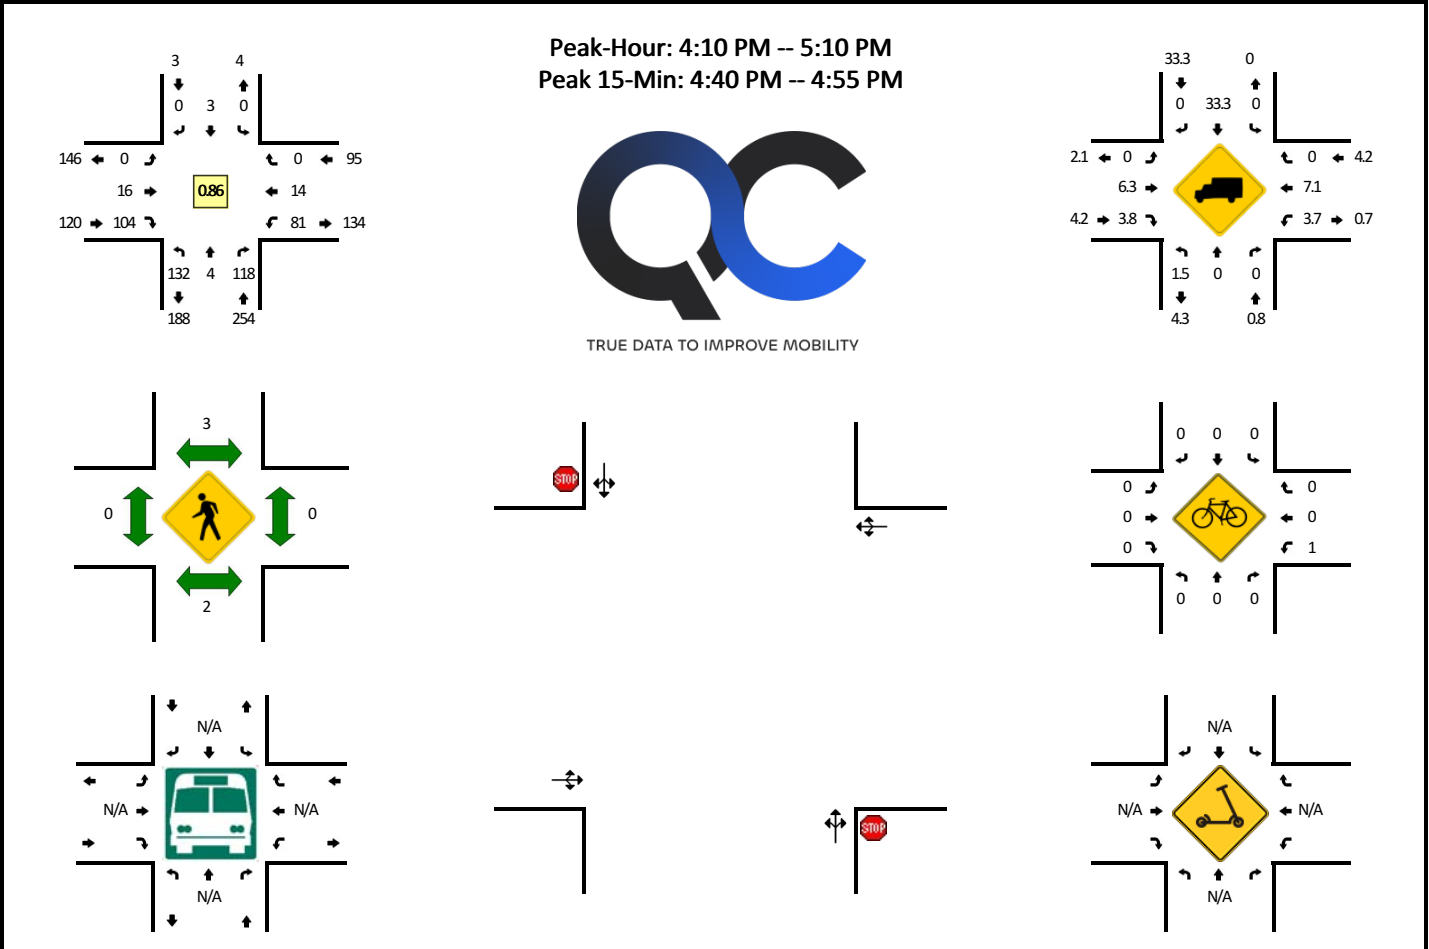 Peak-Hour: 4:10 PM -- 5:10 PM
Peak 15-Min: 4:40 PM -- 4:55 PM
3 4
0 3 0
146 0 0 95
16 0.86 14
120 104 81 134
132 4 118
188 254
QC
TRUE DATA TO IMPROVE MOBILITY
33.3 0
0 33.3 0
2.1 0 0 4.2
6.3 7.1
4.2 3.8 3.7 0.7
1.5 0 0
4.3 0.8
3
0 0
2
STOP
STOP
0 0 0
0 0
0 0
0 1
0 0 0
N/A
N/A N/A
N/A
N/A
N/A N/A
N/A